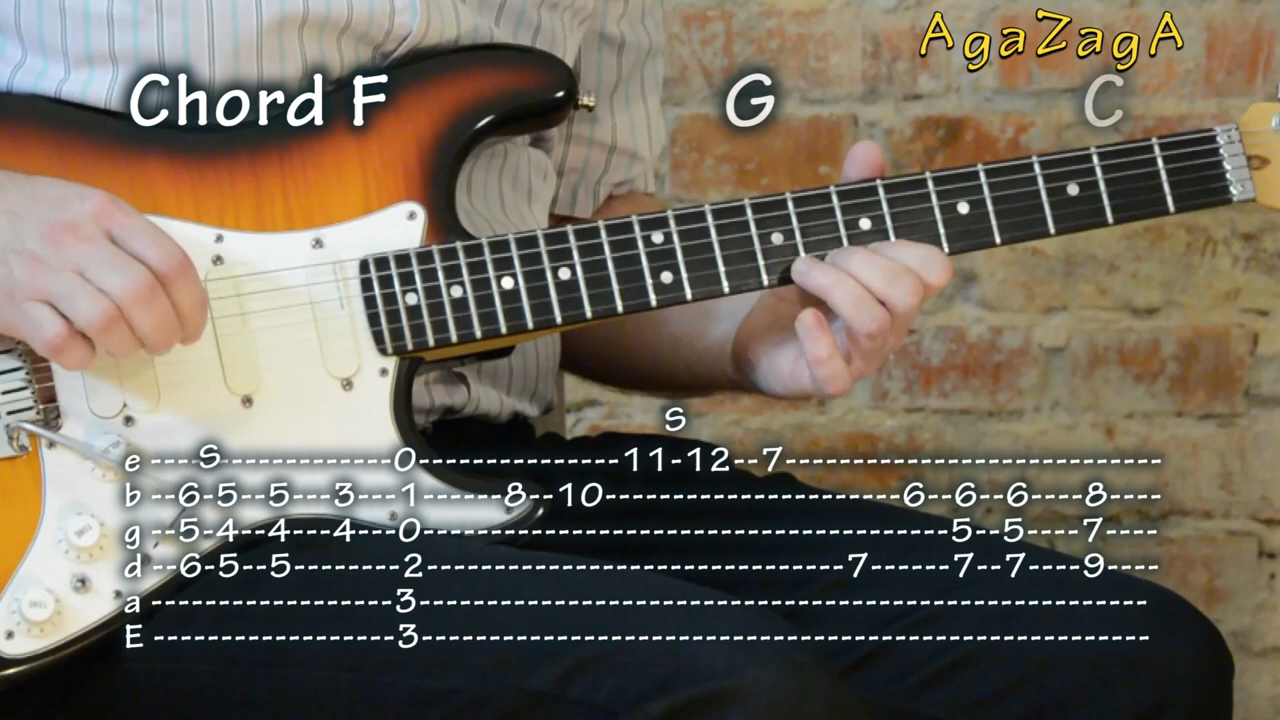 AgaZagA
Chord F G C
S
e ----S-------------0--------------11-12--7-----------------------------
b --6-5--5---3---1------8--10----------------------6--6--6----8----
g --5-4--4---4---0--------------------------------------5--5----7----
d --6-5--5--------2---------------------------------7------7--7----9----
a ------------------3---------------------------------------------------------
E ------------------3---------------------------------------------------------